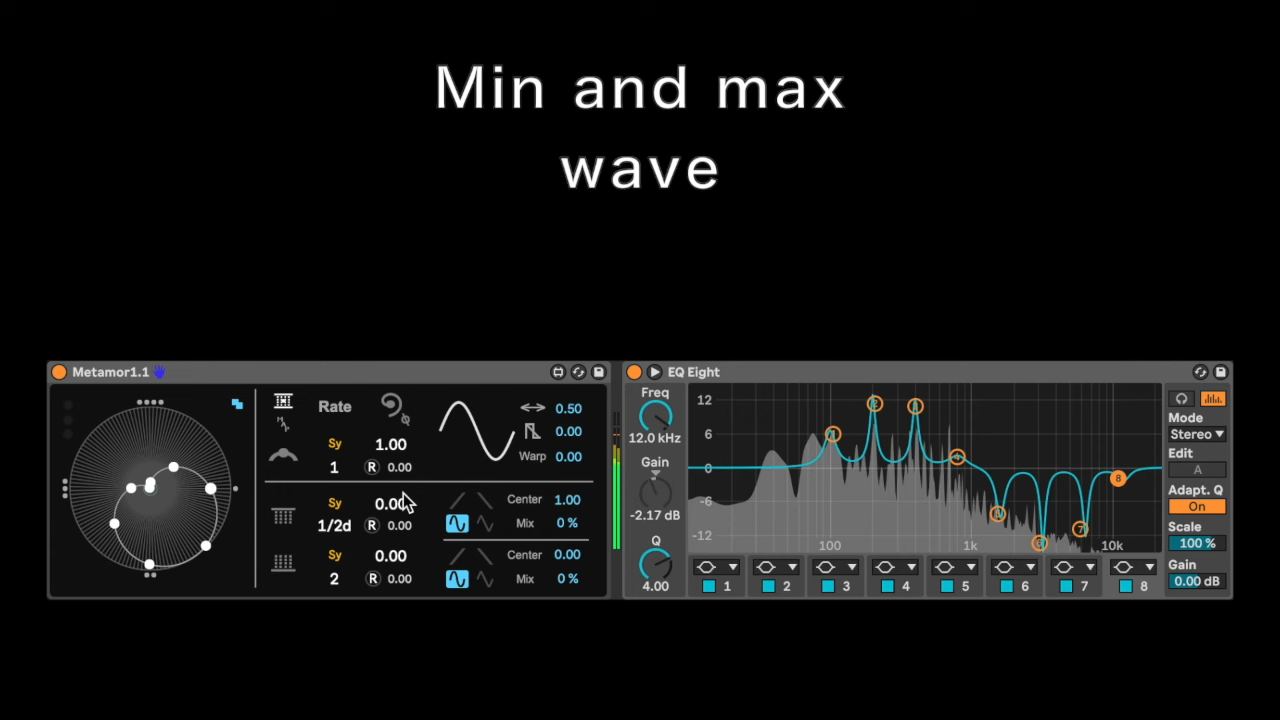 Min and max
wave
Metamor1.1
Rate
Sy 1.00
1 R 0.00
0.50
0.00
Warp 0.00
Sy 0.00
1/2d R 0.00
Center 1.00
Mix 0 %
Sy 0.00
2 R 0.00
Center 0.00
Mix 0 %
EQ Eight
Freq
12.0 kHz
Gain
-2.17 dB
Q
4.00
12
6
0
-6
-12
100 1k 10k
1 2 3 4 5 6 7 8
Mode
Stereo
Edit
A
Adapt. Q
On
Scale
100 %
Gain
0.00 dB